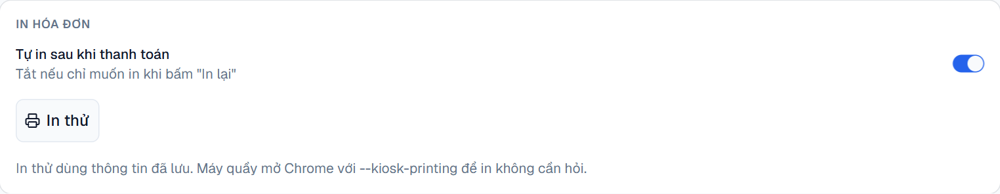 IN HÓA ĐƠN
Tự in sau khi thanh toán
Tắt nếu chỉ muốn in khi bấm "In lại"
In thử
In thử dùng thông tin đã lưu. Máy quầy mở Chrome với --kiosk-printing để in không cần hỏi.